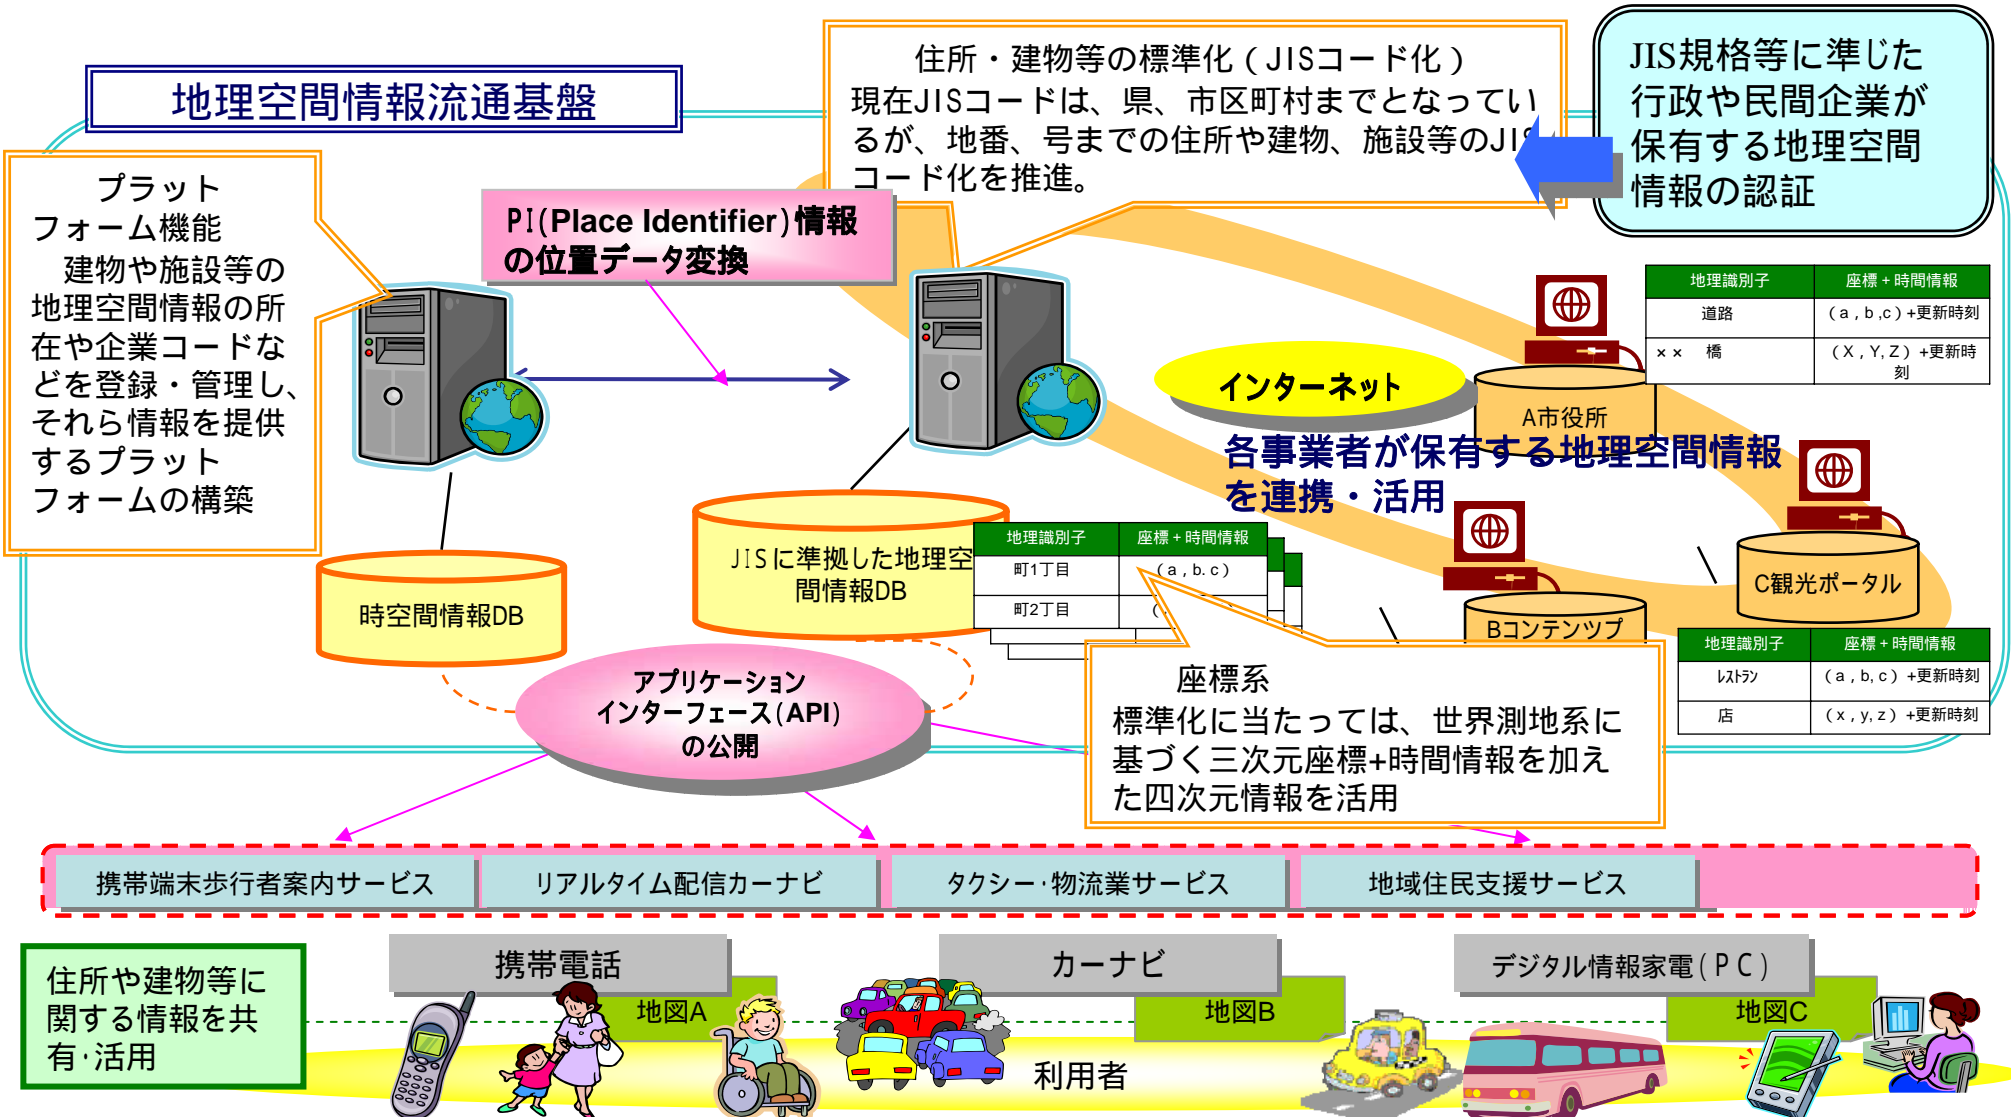 地理空間情報流通基盤
住所・建物等の標準化(JISコード化)
現在JISコードは、県、市区町村までとなってい
るが、地番、号までの住所や建物、施設等のJIS
コード化を推進。
JIS規格等に準じた
行政や民間企業が
保有する地理空間
情報の認証
プラット
フォーム機能
建物や施設等の
地理空間情報の所
在や企業コードな
どを登録・管理し、
それら情報を提供
するプラット
フォームの構築
PI(Place Identifier)情報
の位置データ変換
インターネット
地理識別子 座標+時間情報
道路 (a,b,c)+更新時刻
×× 橋 (X,Y,Z)+更新時
刻
A市役所
各事業者が保有する地理空間情報
を連携・活用
時空間情報DB
JISに準拠した地理空
間情報DB
地理識別子 座標+時間情報
町1丁目 (a,b.c)
町2丁目 (
C観光ポータル
Bコンテンツプ
地理識別子 座標+時間情報
レストラン (a,b,c)+更新時刻
店 (x,y,z)+更新時刻
アプリケーション
インターフェース(API)
の公開
座標系
標準化に当たっては、世界測地系に
基づく三次元座標+時間情報を加え
た四次元情報を活用
携帯端末歩行者案内サービス
リアルタイム配信カーナビ
タクシー・物流業サービス
地域住民支援サービス
住所や建物等に
関する情報を共
有・活用
携帯電話
地図A
カーナビ
地図B
デジタル情報家電(PC)
地図C
利用者